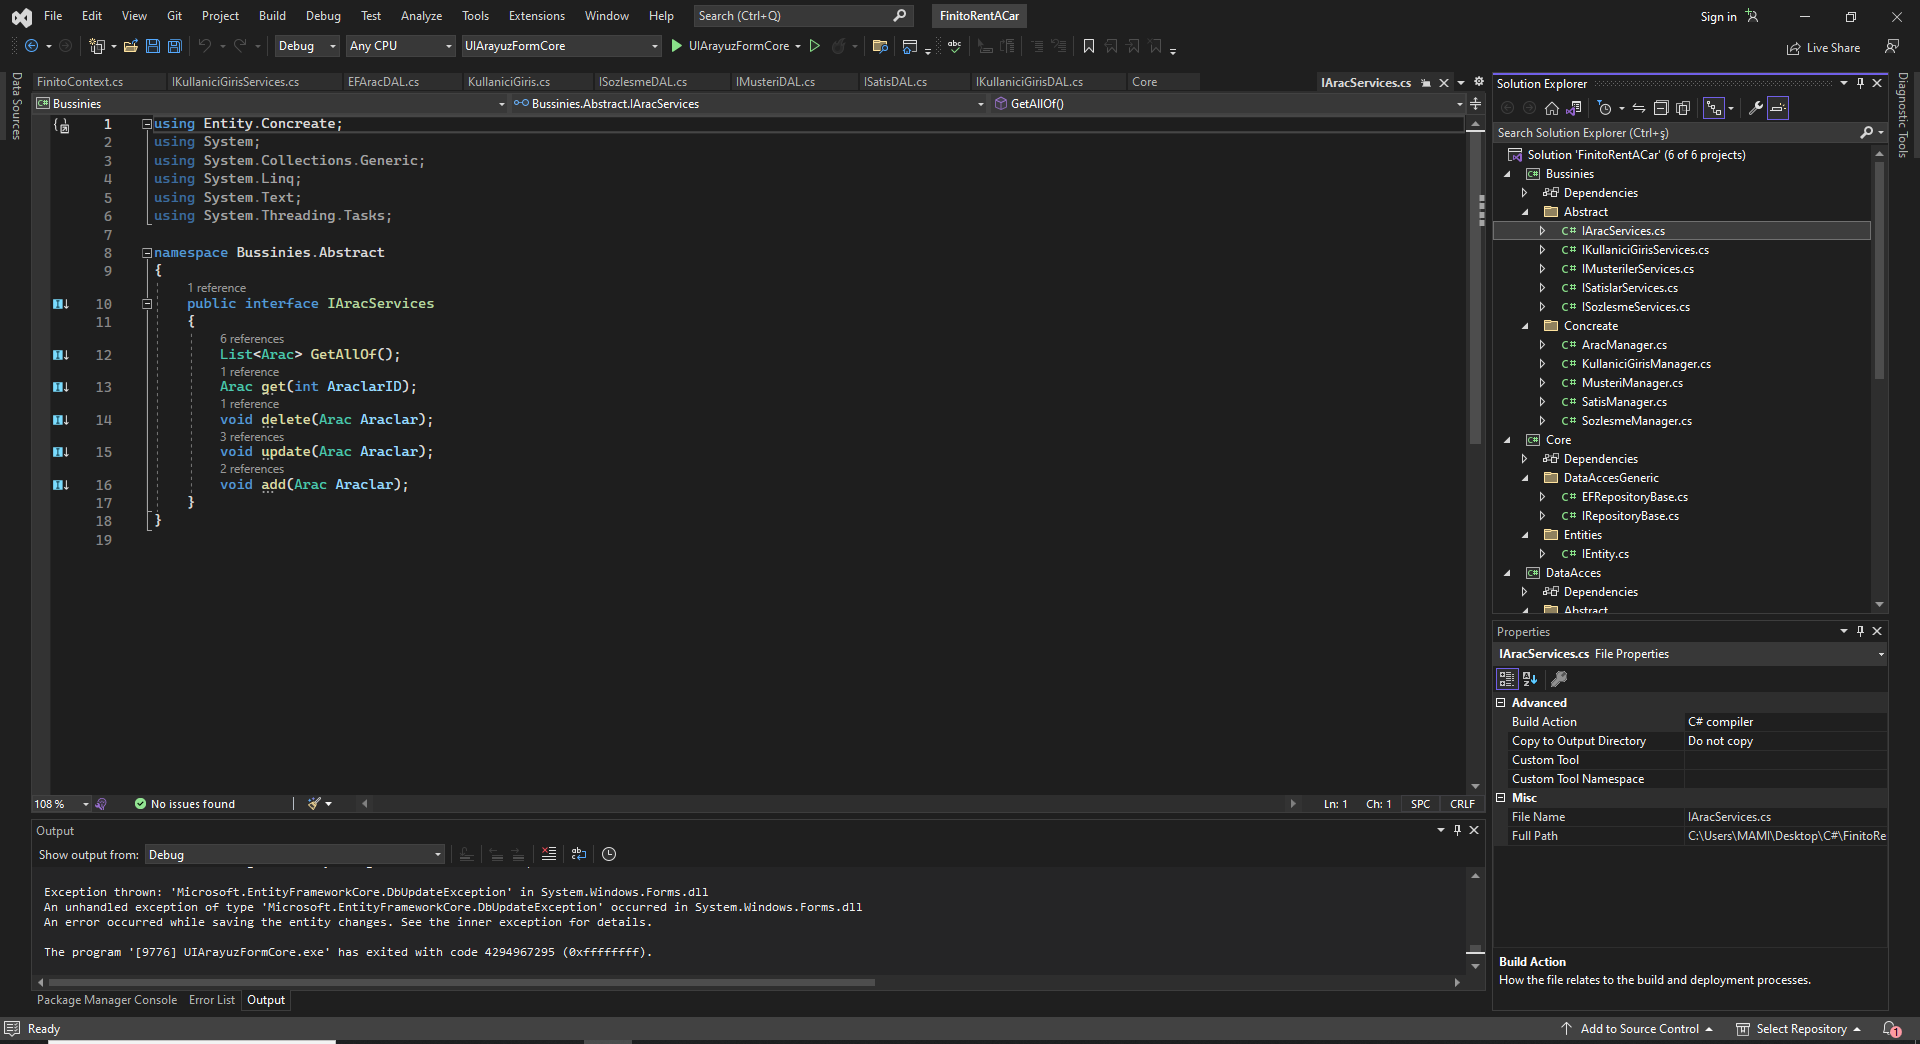 File Edit View Git Project Build Debug Test Analyze Tools Extensions Window Help Search (Ctrl+Q) FinitoRentACar Sign in
Debug Any CPU UIArayuzFormCore UIArayuzFormCore Live Share
Data Sources
FinitoContext.cs IKullaniciGirisServices.cs EFAracDAL.cs KullaniciGiris.cs ISozlesmeDAL.cs IMusteriDAL.cs ISatisDAL.cs IKullaniciGirisDAL.cs Core IAracServices.cs
Bussinies Bussinies.Abstract.IAracServices GetAllOf()
1 using Entity.Concreate;
2 using System;
3 using System.Collections.Generic;
4 using System.Linq;
5 using System.Text;
6 using System.Threading.Tasks;
7
8 namespace Bussinies.Abstract
9 {
1 reference
10 public interface IAracServices
11 {
6 references
12 List<Arac> GetAllOf();
1 reference
13 Arac get(int AraclarID);
1 reference
14 void delete(Arac Araclar);
3 references
15 void update(Arac Araclar);
2 references
16 void add(Arac Araclar);
17 }
18 }
19
108 % No issues found Ln: 1 Ch: 1 SPC CRLF
Output
Show output from: Debug
Exception thrown: 'Microsoft.EntityFrameworkCore.DbUpdateException' in System.Windows.Forms.dll
An unhandled exception of type 'Microsoft.EntityFrameworkCore.DbUpdateException' occurred in System.Windows.Forms.dll
An error occurred while saving the entity changes. See the inner exception for details.
The program '[9776] UIArayuzFormCore.exe' has exited with code 4294967295 (0xffffffff).
Package Manager Console Error List Output
Solution Explorer
Search Solution Explorer (Ctrl+ş)
Solution 'FinitoRentACar' (6 of 6 projects)
Bussinies
Dependencies
Abstract
C# IAracServices.cs
C# IKullaniciGirisServices.cs
C# IMusterilerServices.cs
C# ISatislarServices.cs
C# ISozlesmeServices.cs
Concreate
C# AracManager.cs
C# KullaniciGirisManager.cs
C# MusteriManager.cs
C# SatisManager.cs
C# SozlesmeManager.cs
Core
Dependencies
DataAccesGeneric
C# EFRepositoryBase.cs
C# IRepositoryBase.cs
Entities
C# IEntity.cs
DataAcces
Dependencies
Abstract
Properties
IAracServices.cs File Properties
Advanced
Build Action C# compiler
Copy to Output Directory Do not copy
Custom Tool
Custom Tool Namespace
Misc
File Name IAracServices.cs
Full Path C:\Users\MAMI\Desktop\C#\FinitoRe
Build Action
How the file relates to the build and deployment processes.
Diagnostic Tools
Ready Add to Source Control Select Repository 1